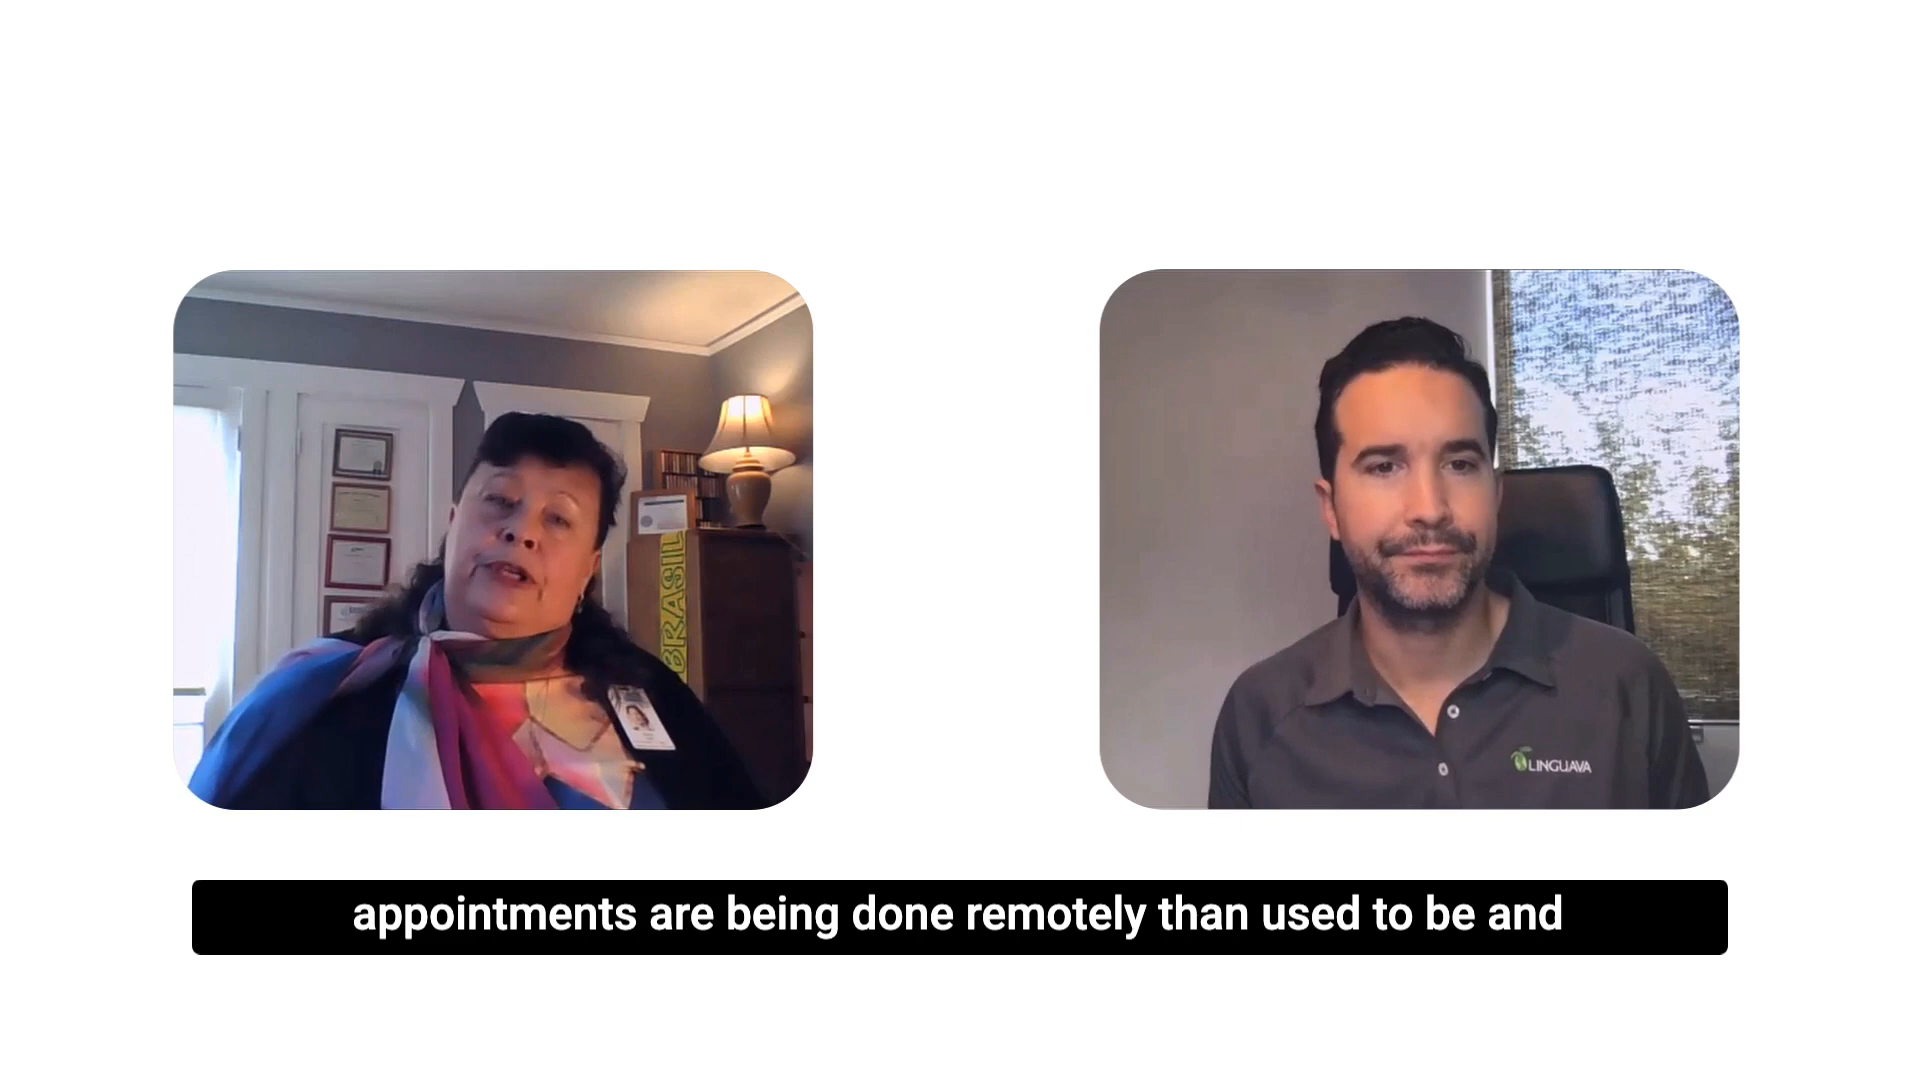 BRASIL
LINGUAVA
appointments are being done remotely than used to be and